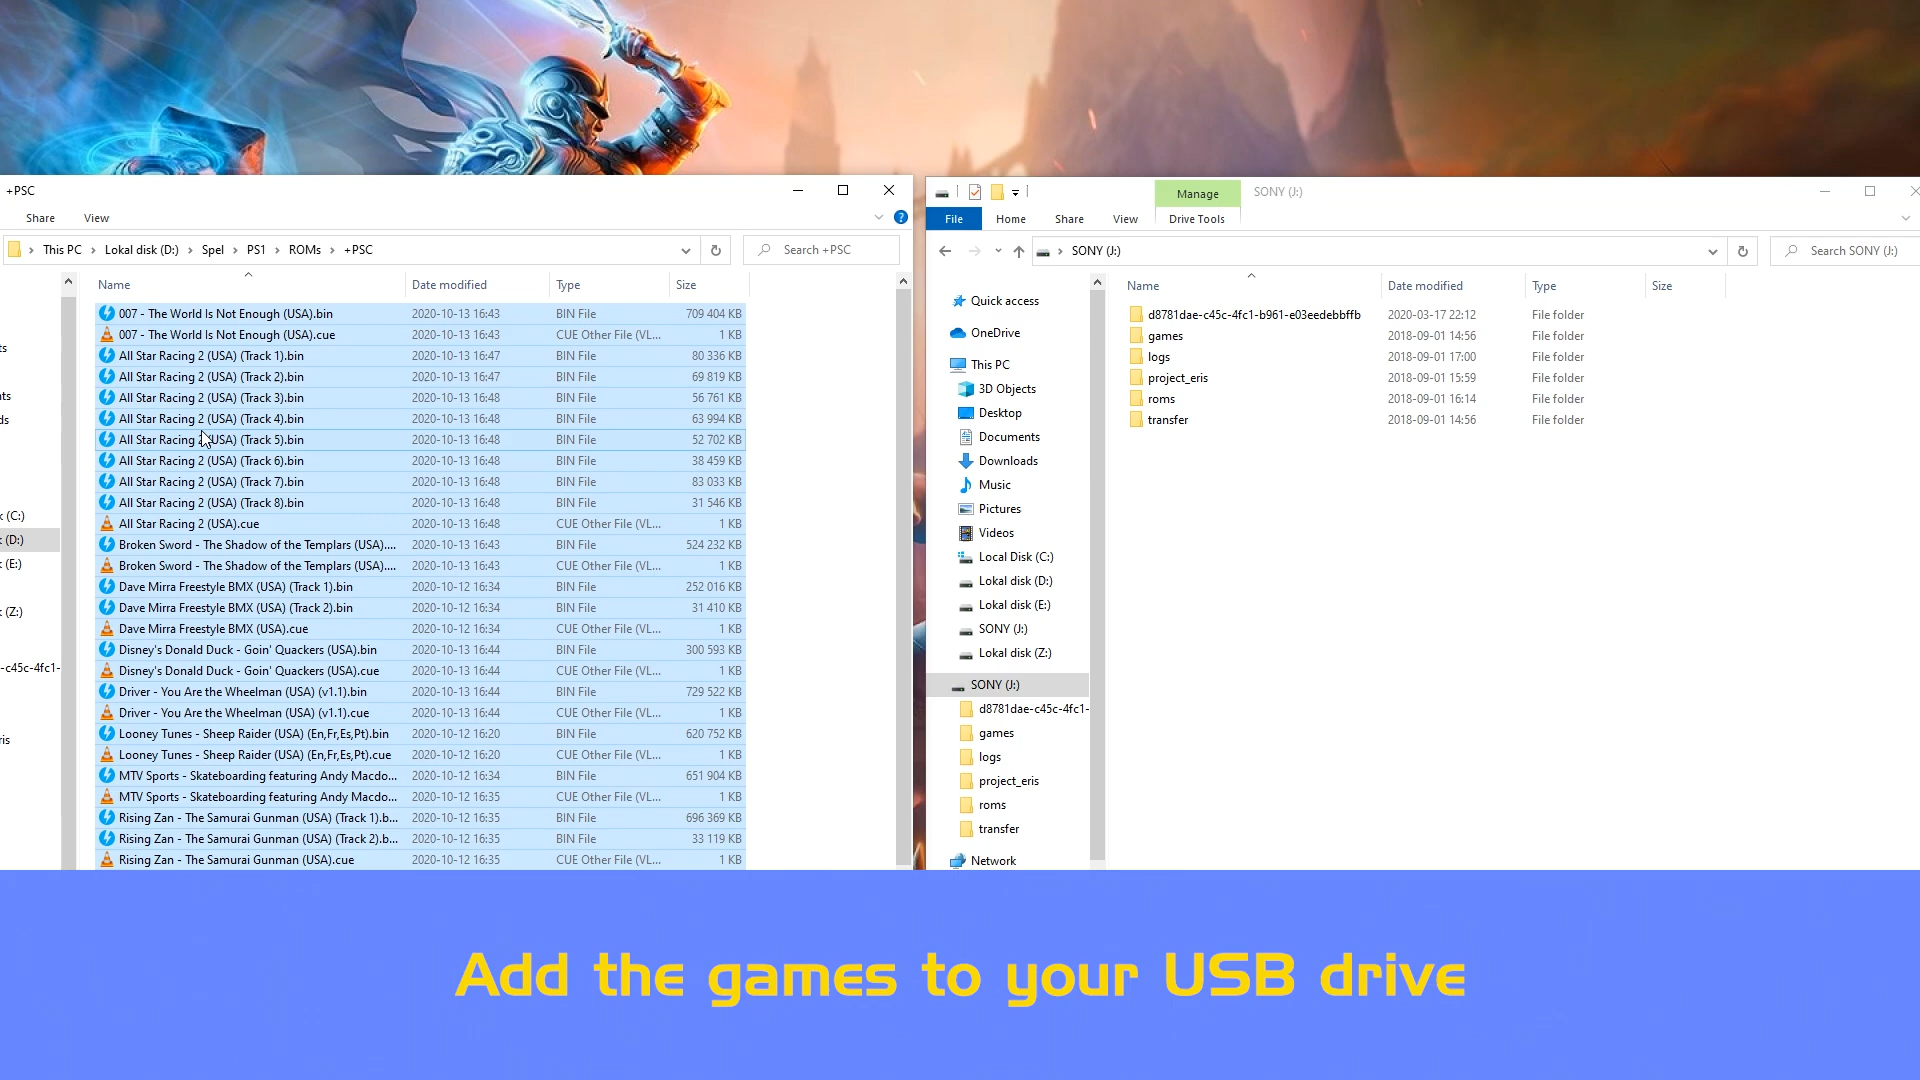 +PSC
Share View
This PC Lokal disk (D:) Spel PS1 ROMs +PSC Search +PSC
Name Date modified Type Size
007 - The World Is Not Enough (USA).bin 2020-10-13 16:43 BIN File 709 404 KB
007 - The World Is Not Enough (USA).cue 2020-10-13 16:43 CUE Other File (VL... 1 KB
All Star Racing 2 (USA) (Track 1).bin 2020-10-13 16:47 BIN File 80 336 KB
All Star Racing 2 (USA) (Track 2).bin 2020-10-13 16:47 BIN File 69 819 KB
All Star Racing 2 (USA) (Track 3).bin 2020-10-13 16:48 BIN File 56 761 KB
All Star Racing 2 (USA) (Track 4).bin 2020-10-13 16:48 BIN File 63 994 KB
All Star Racing 2 (USA) (Track 5).bin 2020-10-13 16:48 BIN File 52 702 KB
All Star Racing 2 (USA) (Track 6).bin 2020-10-13 16:48 BIN File 38 459 KB
All Star Racing 2 (USA) (Track 7).bin 2020-10-13 16:48 BIN File 83 033 KB
All Star Racing 2 (USA) (Track 8).bin 2020-10-13 16:48 BIN File 31 546 KB
All Star Racing 2 (USA).cue 2020-10-13 16:48 CUE Other File (VL... 1 KB
Broken Sword - The Shadow of the Templars (USA).... 2020-10-13 16:43 BIN File 524 232 KB
Broken Sword - The Shadow of the Templars (USA).... 2020-10-13 16:43 CUE Other File (VL... 1 KB
Dave Mirra Freestyle BMX (USA) (Track 1).bin 2020-10-12 16:34 BIN File 252 016 KB
Dave Mirra Freestyle BMX (USA) (Track 2).bin 2020-10-12 16:34 BIN File 31 410 KB
Dave Mirra Freestyle BMX (USA).cue 2020-10-12 16:34 CUE Other File (VL... 1 KB
Disney's Donald Duck - Goin' Quackers (USA).bin 2020-10-13 16:44 BIN File 300 593 KB
Disney's Donald Duck - Goin' Quackers (USA).cue 2020-10-13 16:44 CUE Other File (VL... 1 KB
Driver - You Are the Wheelman (USA) (v1.1).bin 2020-10-13 16:44 BIN File 729 522 KB
Driver - You Are the Wheelman (USA) (v1.1).cue 2020-10-13 16:44 CUE Other File (VL... 1 KB
Looney Tunes - Sheep Raider (USA) (En,Fr,Es,Pt).bin 2020-10-12 16:20 BIN File 620 752 KB
Looney Tunes - Sheep Raider (USA) (En,Fr,Es,Pt).cue 2020-10-12 16:20 CUE Other File (VL... 1 KB
MTV Sports - Skateboarding featuring Andy Macdo... 2020-10-12 16:34 BIN File 651 904 KB
MTV Sports - Skateboarding featuring Andy Macdo... 2020-10-12 16:35 CUE Other File (VL... 1 KB
Rising Zan - The Samurai Gunman (USA) (Track 1).b... 2020-10-12 16:35 BIN File 696 369 KB
Rising Zan - The Samurai Gunman (USA) (Track 2).b... 2020-10-12 16:35 BIN File 33 119 KB
Rising Zan - The Samurai Gunman (USA).cue 2020-10-12 16:35 CUE Other File (VL... 1 KB
ts
nts
ds
k (C:)
k (D:)
k (E:)
k (Z:)
-c45c-4fc1-
ris
Manage SONY (J:)
File Home Share View Drive Tools
SONY (J:) Search SONY (J:)
Name Date modified Type Size
d8781dae-c45c-4fc1-b961-e03eedebbffb 2020-03-17 22:12 File folder
games 2018-09-01 14:56 File folder
logs 2018-09-01 17:00 File folder
project_eris 2018-09-01 15:59 File folder
roms 2018-09-01 16:14 File folder
transfer 2018-09-01 14:56 File folder
Quick access
OneDrive
This PC
3D Objects
Desktop
Documents
Downloads
Music
Pictures
Videos
Local Disk (C:)
Lokal disk (D:)
Lokal disk (E:)
SONY (J:)
Lokal disk (Z:)
SONY (J:)
d8781dae-c45c-4fc1-
games
logs
project_eris
roms
transfer
Network
Add the games to your USB drive